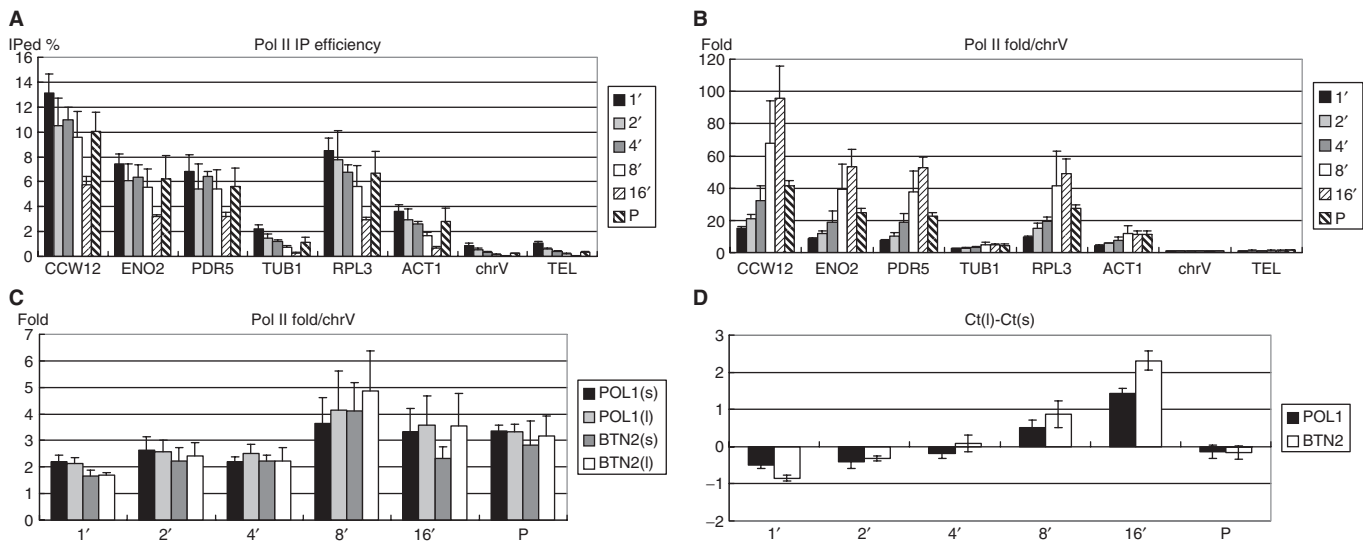 A
IPed %
Pol II IP efficiency
16
14
12
10
8
6
4
2
0
CCW12 ENO2 PDR5 TUB1 RPL3 ACT1 chrV TEL
1′
2′
4′
8′
16′
P
B
Fold
Pol II fold/chrV
120
100
80
60
40
20
0
CCW12 ENO2 PDR5 TUB1 RPL3 ACT1 chrV TEL
1′
2′
4′
8′
16′
P
C
Fold
Pol II fold/chrV
7
6
5
4
3
2
1
0
1′ 2′ 4′ 8′ 16′ P
POL1(s)
POL1(l)
BTN2(s)
BTN2(l)
D
Ct(l)-Ct(s)
3
2
1
0
−1
−2
1′ 2′ 4′ 8′ 16′ P
POL1
BTN2